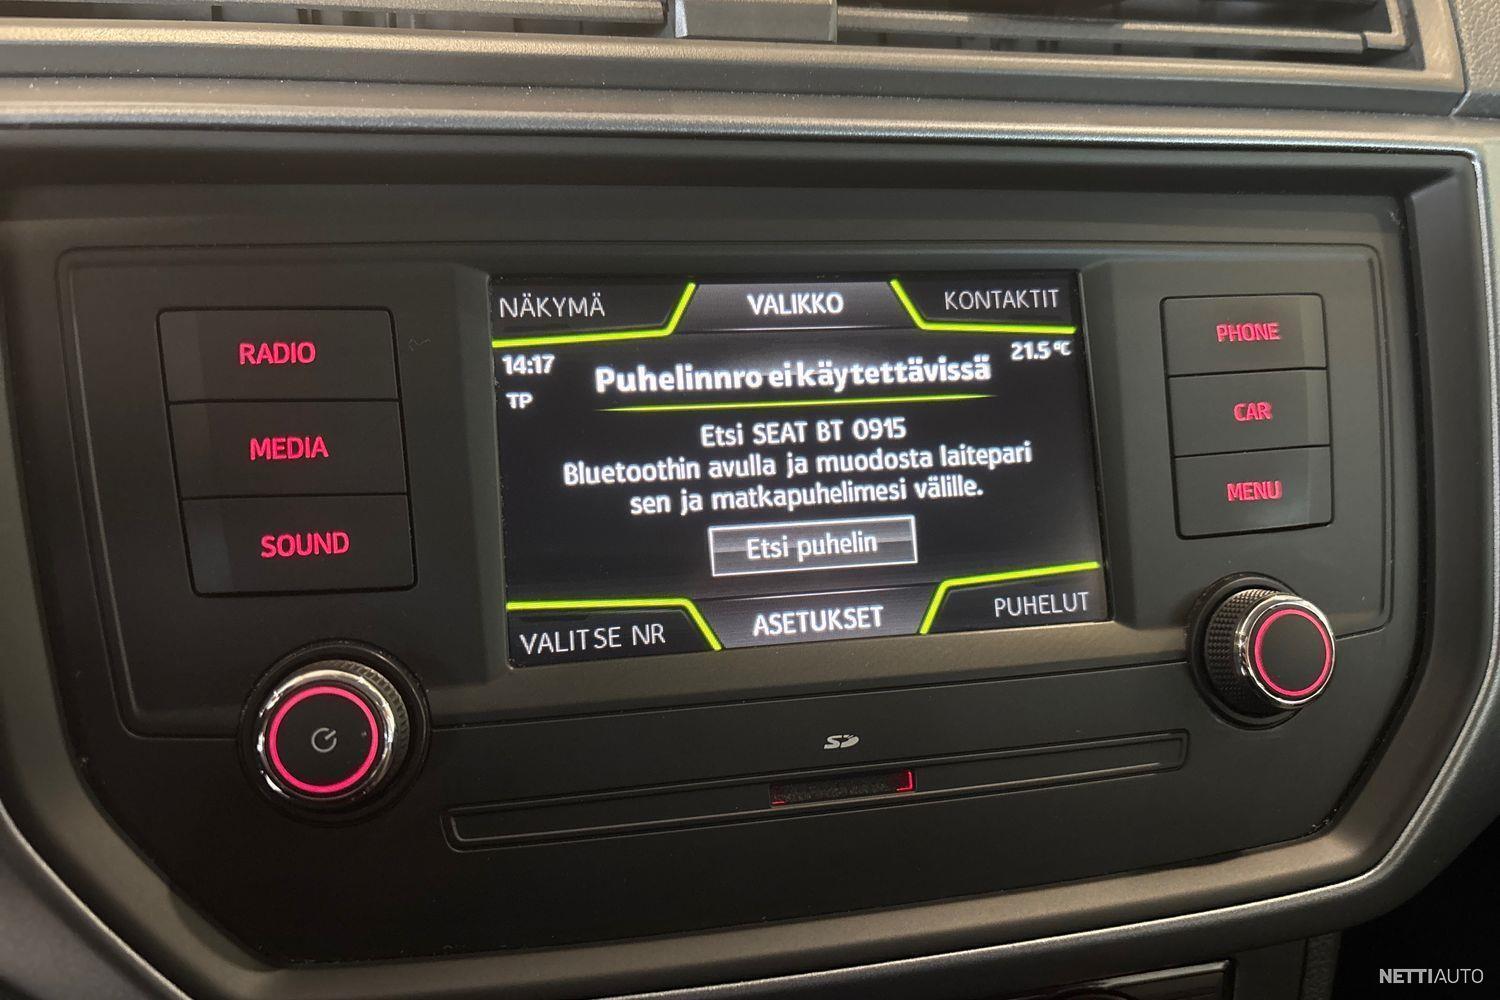 NÄKYMÄ
VALIKKO
KONTAKTIT
14:17
21.5 °C
TP
Puhelinnro ei käytettävissä
Etsi SEAT BT 0915
Bluetoothin avulla ja muodosta laitepari
sen ja matkapuhelimesi välille.
Etsi puhelin
VALITSE NR
ASETUKSET
PUHELUT
RADIO
MEDIA
SOUND
PHONE
CAR
MENU
SD
NETTIAUTO